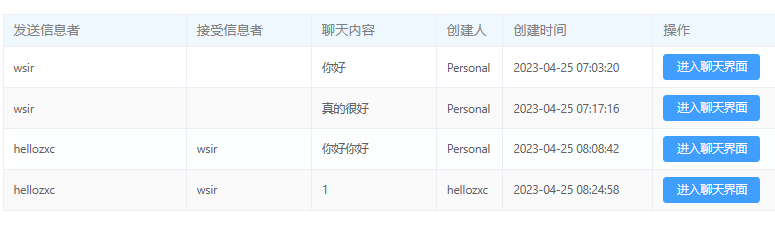 发送信息者 接受信息者 聊天内容 创建人 创建时间 操作
wsir 你好 Personal 2023-04-25 07:03:20 进入聊天界面
wsir 真的很好 Personal 2023-04-25 07:17:16 进入聊天界面
hellozxc wsir 你好你好 Personal 2023-04-25 08:08:42 进入聊天界面
hellozxc wsir 1 hellozxc 2023-04-25 08:24:58 进入聊天界面